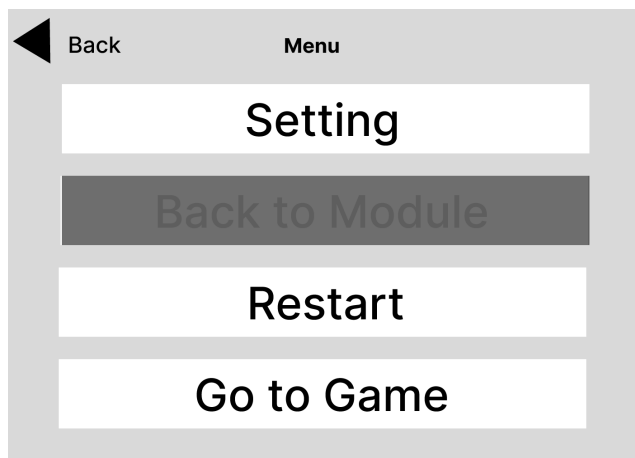 Back
Menu
Setting
Back to Module
Restart
Go to Game